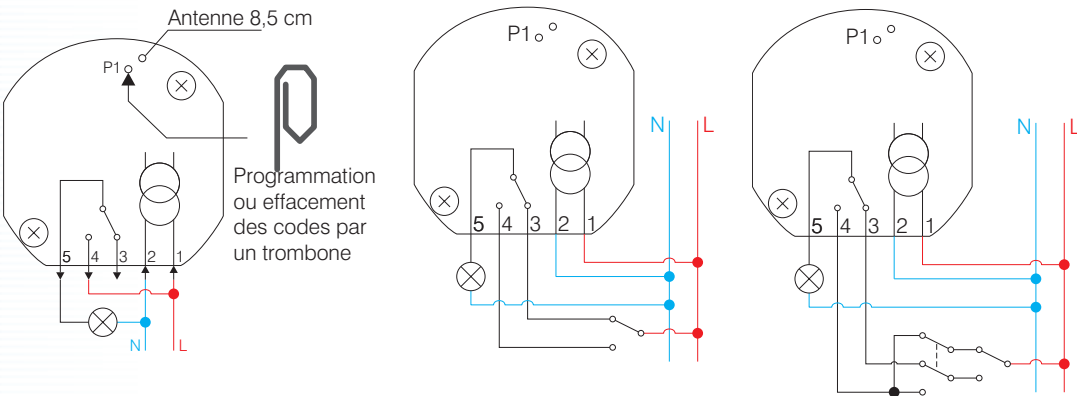 Antenne 8,5 cm
P1
Programmation
ou effacement
des codes par
un trombone
5 4 3 2 1
N L
P1
N L
5 4 3 2 1
P1
N L
5 4 3 2 1